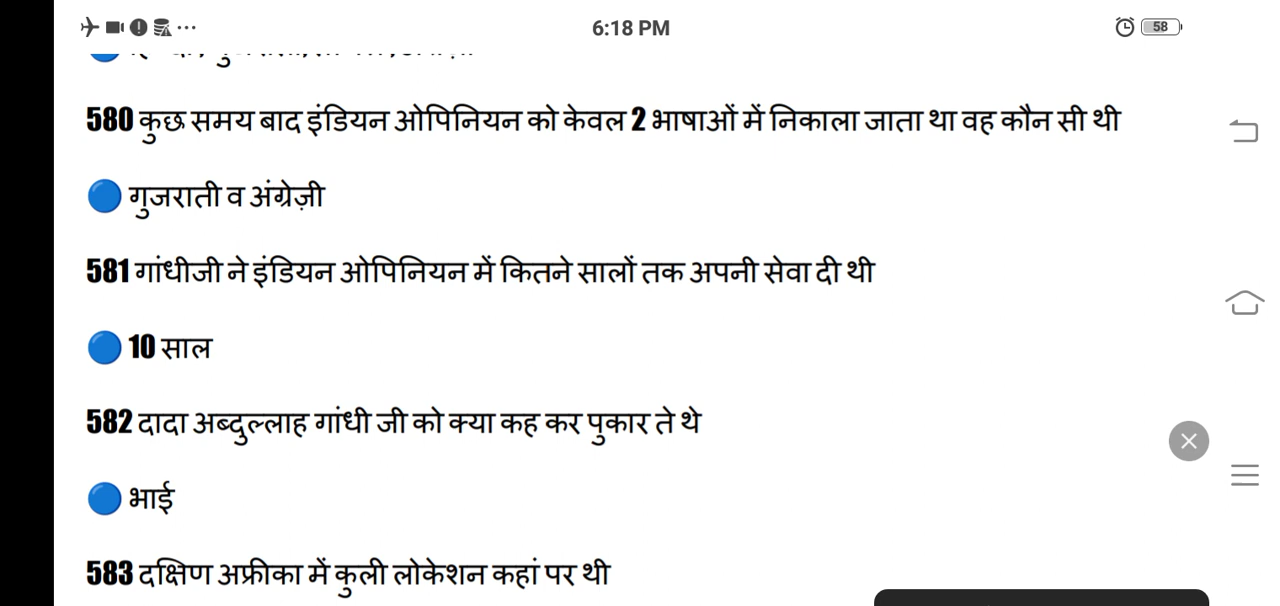 6:18 PM
58
580 कुछ समय बाद इंडियन ओपिनियन को केवल 2 भाषाओं में निकाला जाता था वह कौन सी थी
गुजराती व अंग्रेज़ी
581 गांधीजी ने इंडियन ओपिनियन में कितने सालों तक अपनी सेवा दी थी
10 साल
582 दादा अब्दुल्लाह गांधी जी को क्या कह कर पुकार ते थे
भाई
583 दक्षिण अफ्रीका में कुली लोकेशन कहां पर थी